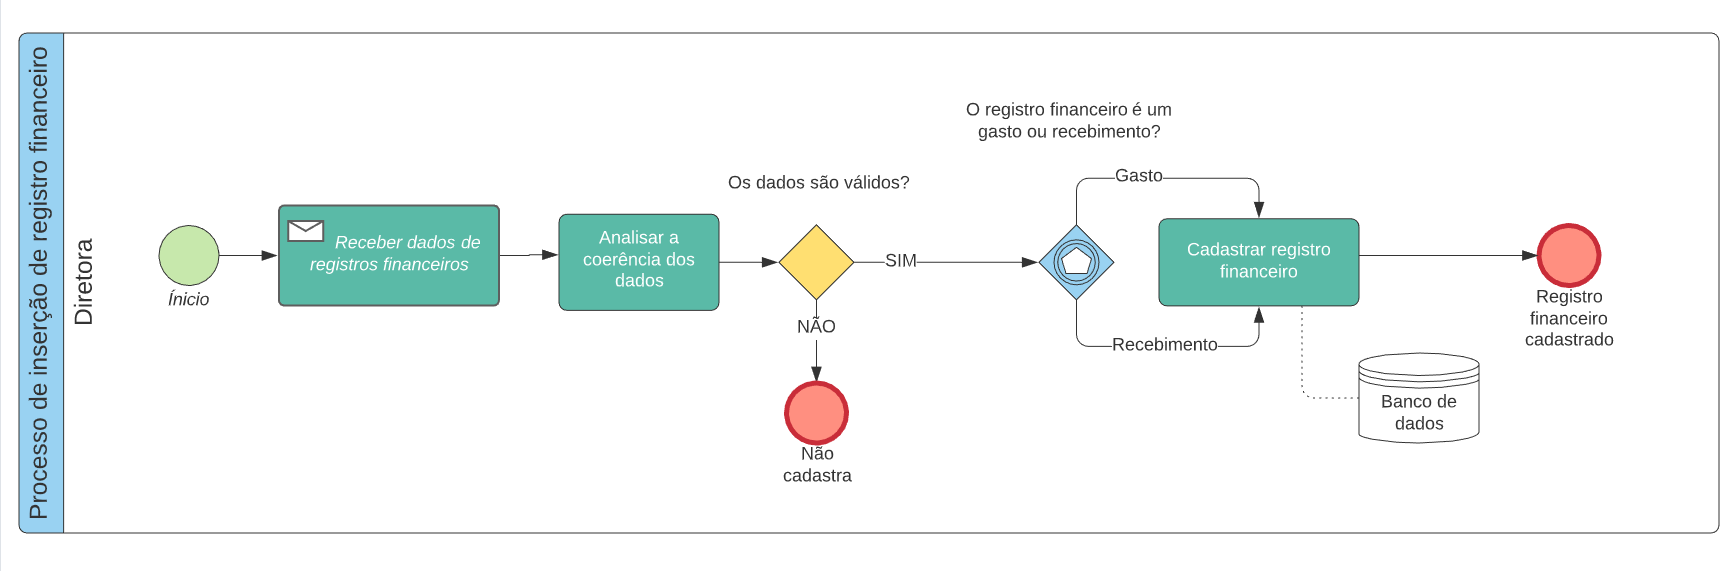 Processo de inserção de registro financeiro
Diretora
Ínicio
Receber dados de
registros financeiros
Analisar a
coerência dos
dados
Os dados são válidos?
SIM
NÃO
Não
cadastra
O registro financeiro é um
gasto ou recebimento?
Gasto
Recebimento
Cadastrar registro
financeiro
Banco de
dados
Registro
financeiro
cadastrado